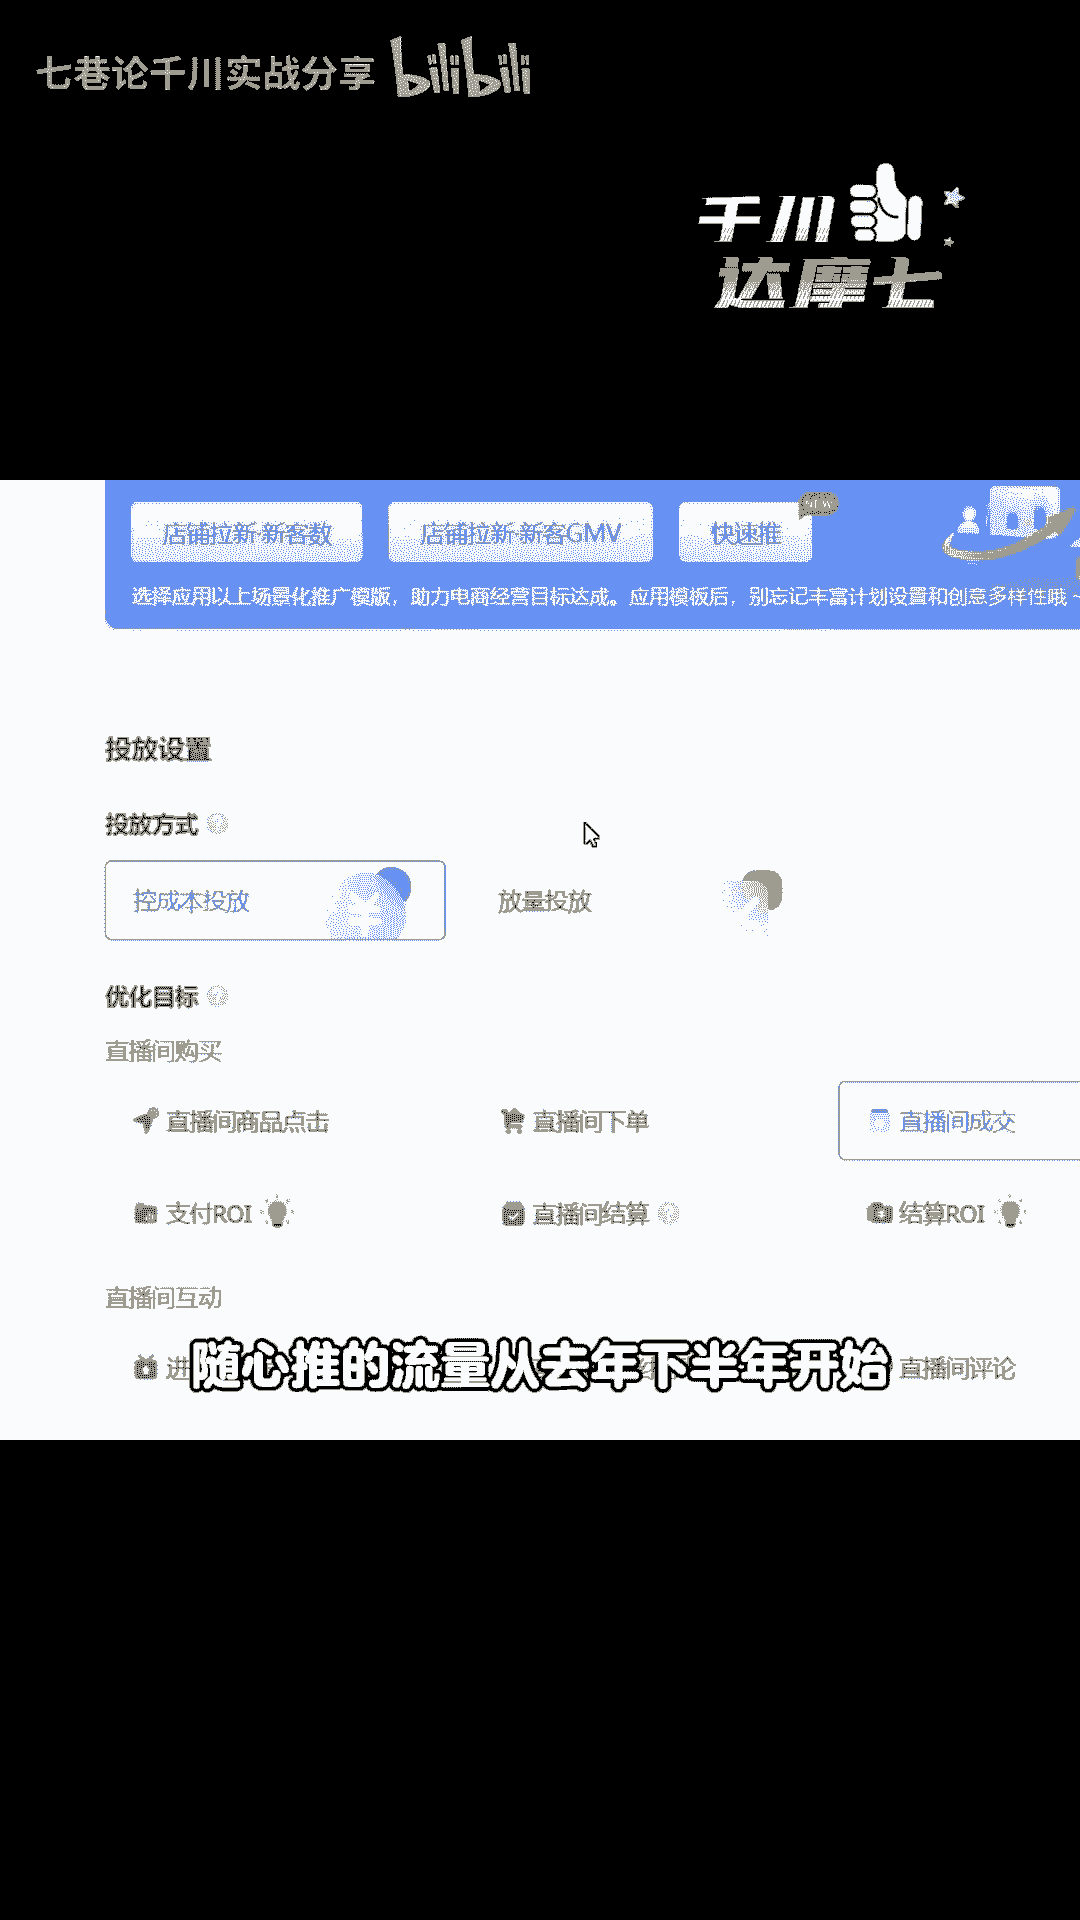 七巷论千川实战分享 bilibili
千川
达摩七
店铺拉新-新客数 店铺拉新-新客GMV 快速推 NEW
选择应用以上场景化推广模版，助力电商经营目标达成。应用模板后，别忘记丰富计划设置和创意多样性哦~
投放设置
投放方式
控成本投放 放量投放
优化目标
直播间购买
直播间商品点击 直播间下单 直播间成交
支付ROI 直播间结算 结算ROI
直播间互动
进 直播间评论
随心推的流量从去年下半年开始